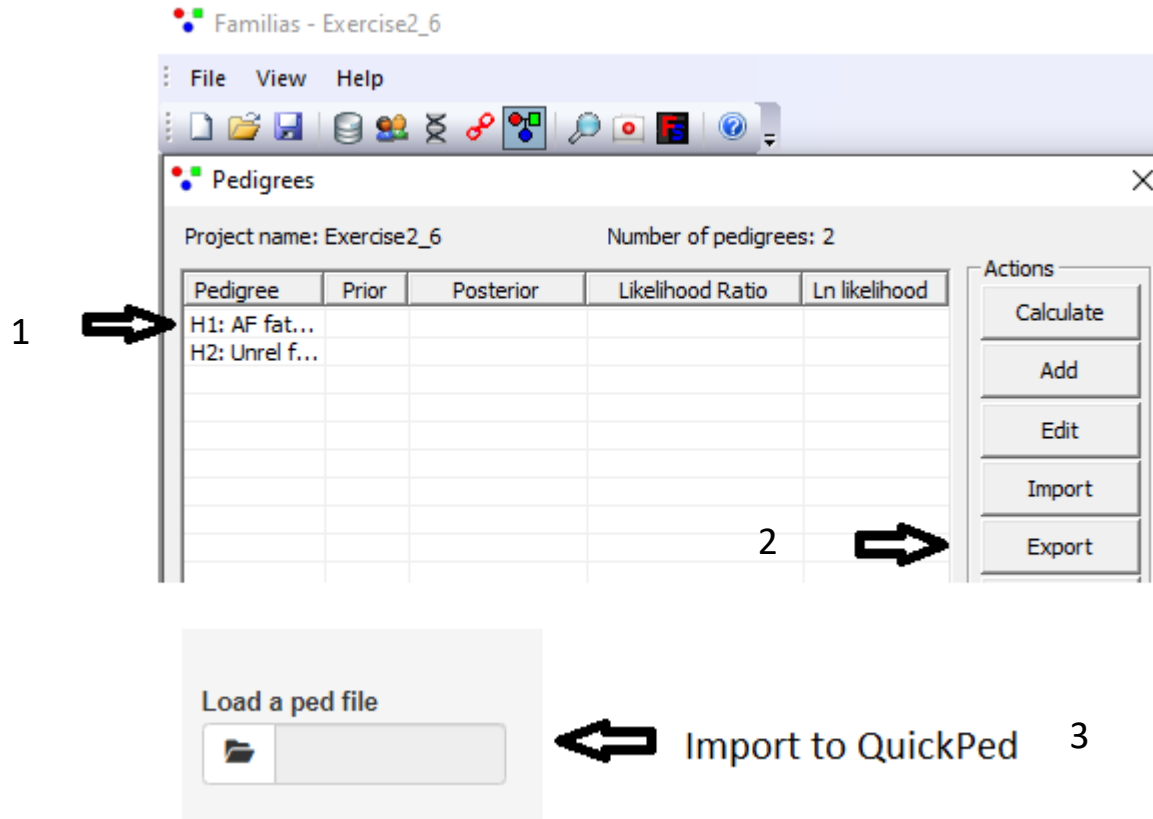 Familias - Exercise2_6
File View Help
Fs
Pedigrees
Project name: Exercise2_6 Number of pedigrees: 2
Actions
Pedigree Prior Posterior Likelihood Ratio Ln likelihood
Calculate
1
H1: AF fat...
H2: Unrel f...
Add
Edit
Import
2
Export
Load a ped file
Import to QuickPed 3